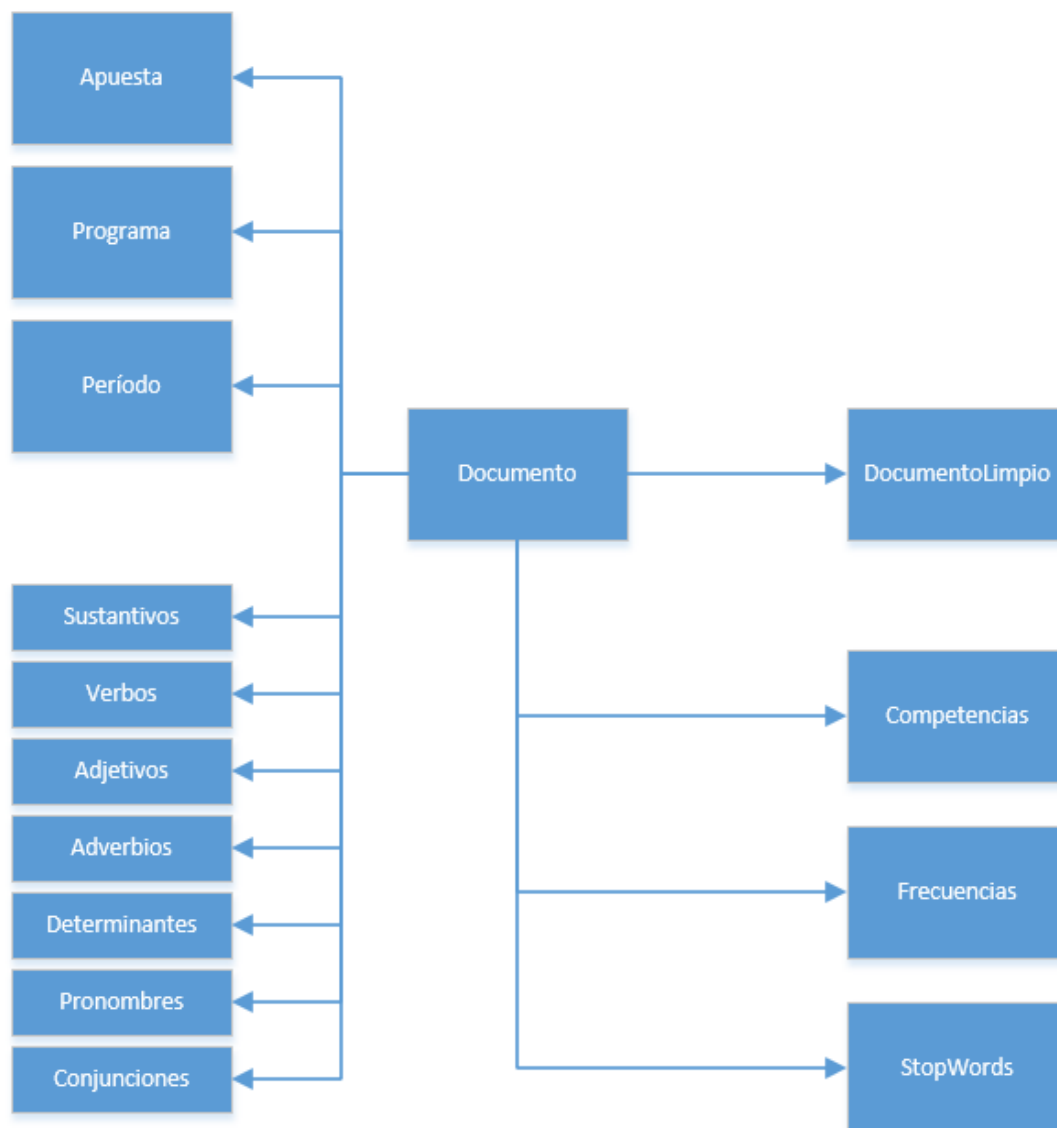 Apuesta
Programa
Período
Documento
DocumentoLimpio
Sustantivos
Verbos
Adjetivos
Adverbios
Determinantes
Pronombres
Conjunciones
Competencias
Frecuencias
StopWords